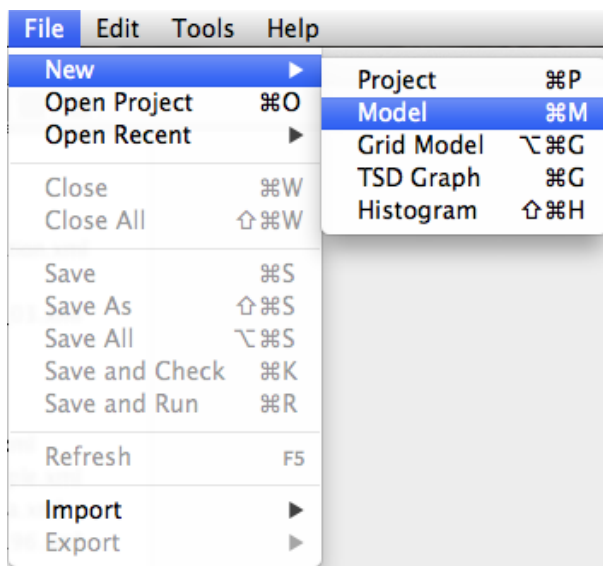 File Edit Tools Help
New ▶
Open Project ⌘O
Open Recent ▶
Close ⌘W
Close All ⇧⌘W
Save ⌘S
Save As ⇧⌘S
Save All ⌥⌘S
Save and Check ⌘K
Save and Run ⌘R
Refresh F5
Import ▶
Export ▶
Project ⌘P
Model ⌘M
Grid Model ⌥⌘G
TSD Graph ⌘G
Histogram ⇧⌘H